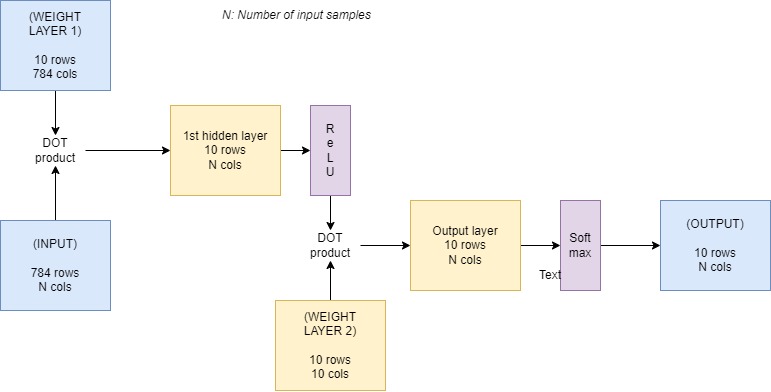 (WEIGHT
LAYER 1)
10 rows
784 cols
N: Number of input samples
DOT
product
1st hidden layer
10 rows
N cols
R
e
L
U
(INPUT)
784 rows
N cols
DOT
product
Output layer
10 rows
N cols
Soft
max
Text
(OUTPUT)
10 rows
N cols
(WEIGHT
LAYER 2)
10 rows
10 cols